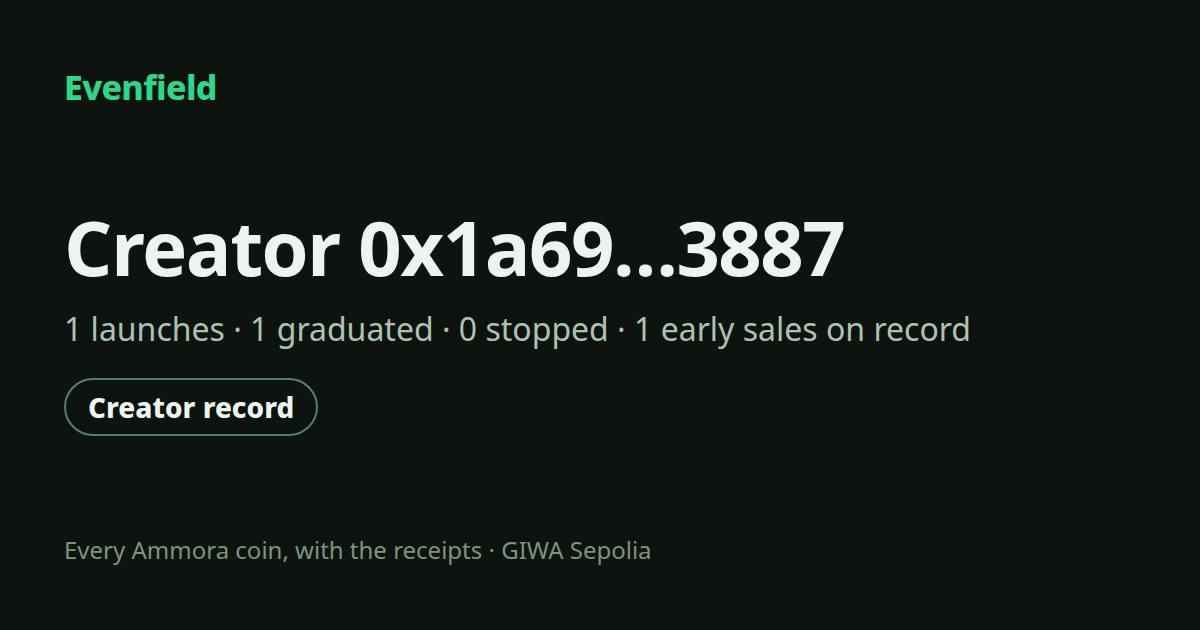 Evenfield
Creator 0x1a69…3887
1 launches · 1 graduated · 0 stopped · 1 early sales on record
Creator record
Every Ammora coin, with the receipts · GIWA Sepolia